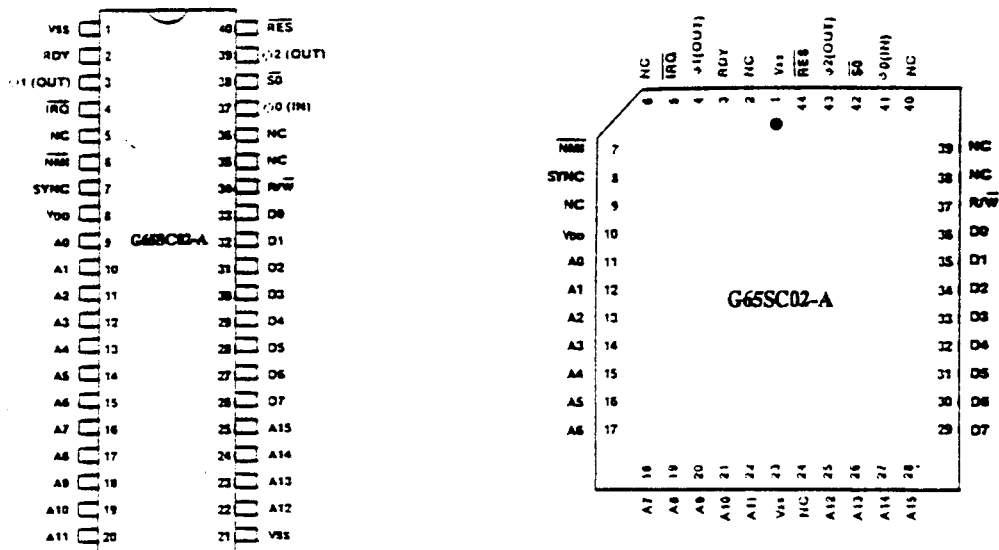 VSS 1 40 RES
RDY 2 39 φ2 (OUT)
φ1 (OUT) 3 38 SO
IRQ 4 37 φ0 (IN)
NC 5 36 NC
NMI 6 35 NC
SYNC 7 34 R/W
VDD 8 33 D0
A0 9 G65SC02-A 32 D1
A1 10 31 D2
A2 11 30 D3
A3 12 29 D4
A4 13 28 D5
A5 14 27 D6
A6 15 26 D7
A7 16 25 A15
A8 17 24 A14
A9 18 23 A13
A10 19 22 A12
A11 20 21 VSS
NC IRQ φ1(OUT) RDY NC Vss RES φ2(OUT) SO φ0(IN) NC
6 5 4 3 2 1 44 43 42 41 40
NMI 7 39 NC
SYNC 8 38 NC
NC 9 37 R/W
VDD 10 36 D0
A0 11 35 D1
A1 12 34 D2
G65SC02-A
A2 13 33 D3
A3 14 32 D4
A4 15 31 D5
A5 16 30 D6
A6 17 29 D7
18 19 20 21 22 23 24 25 26 27 28
A7 A8 A9 A10 A11 Vss NC A12 A13 A14 A15